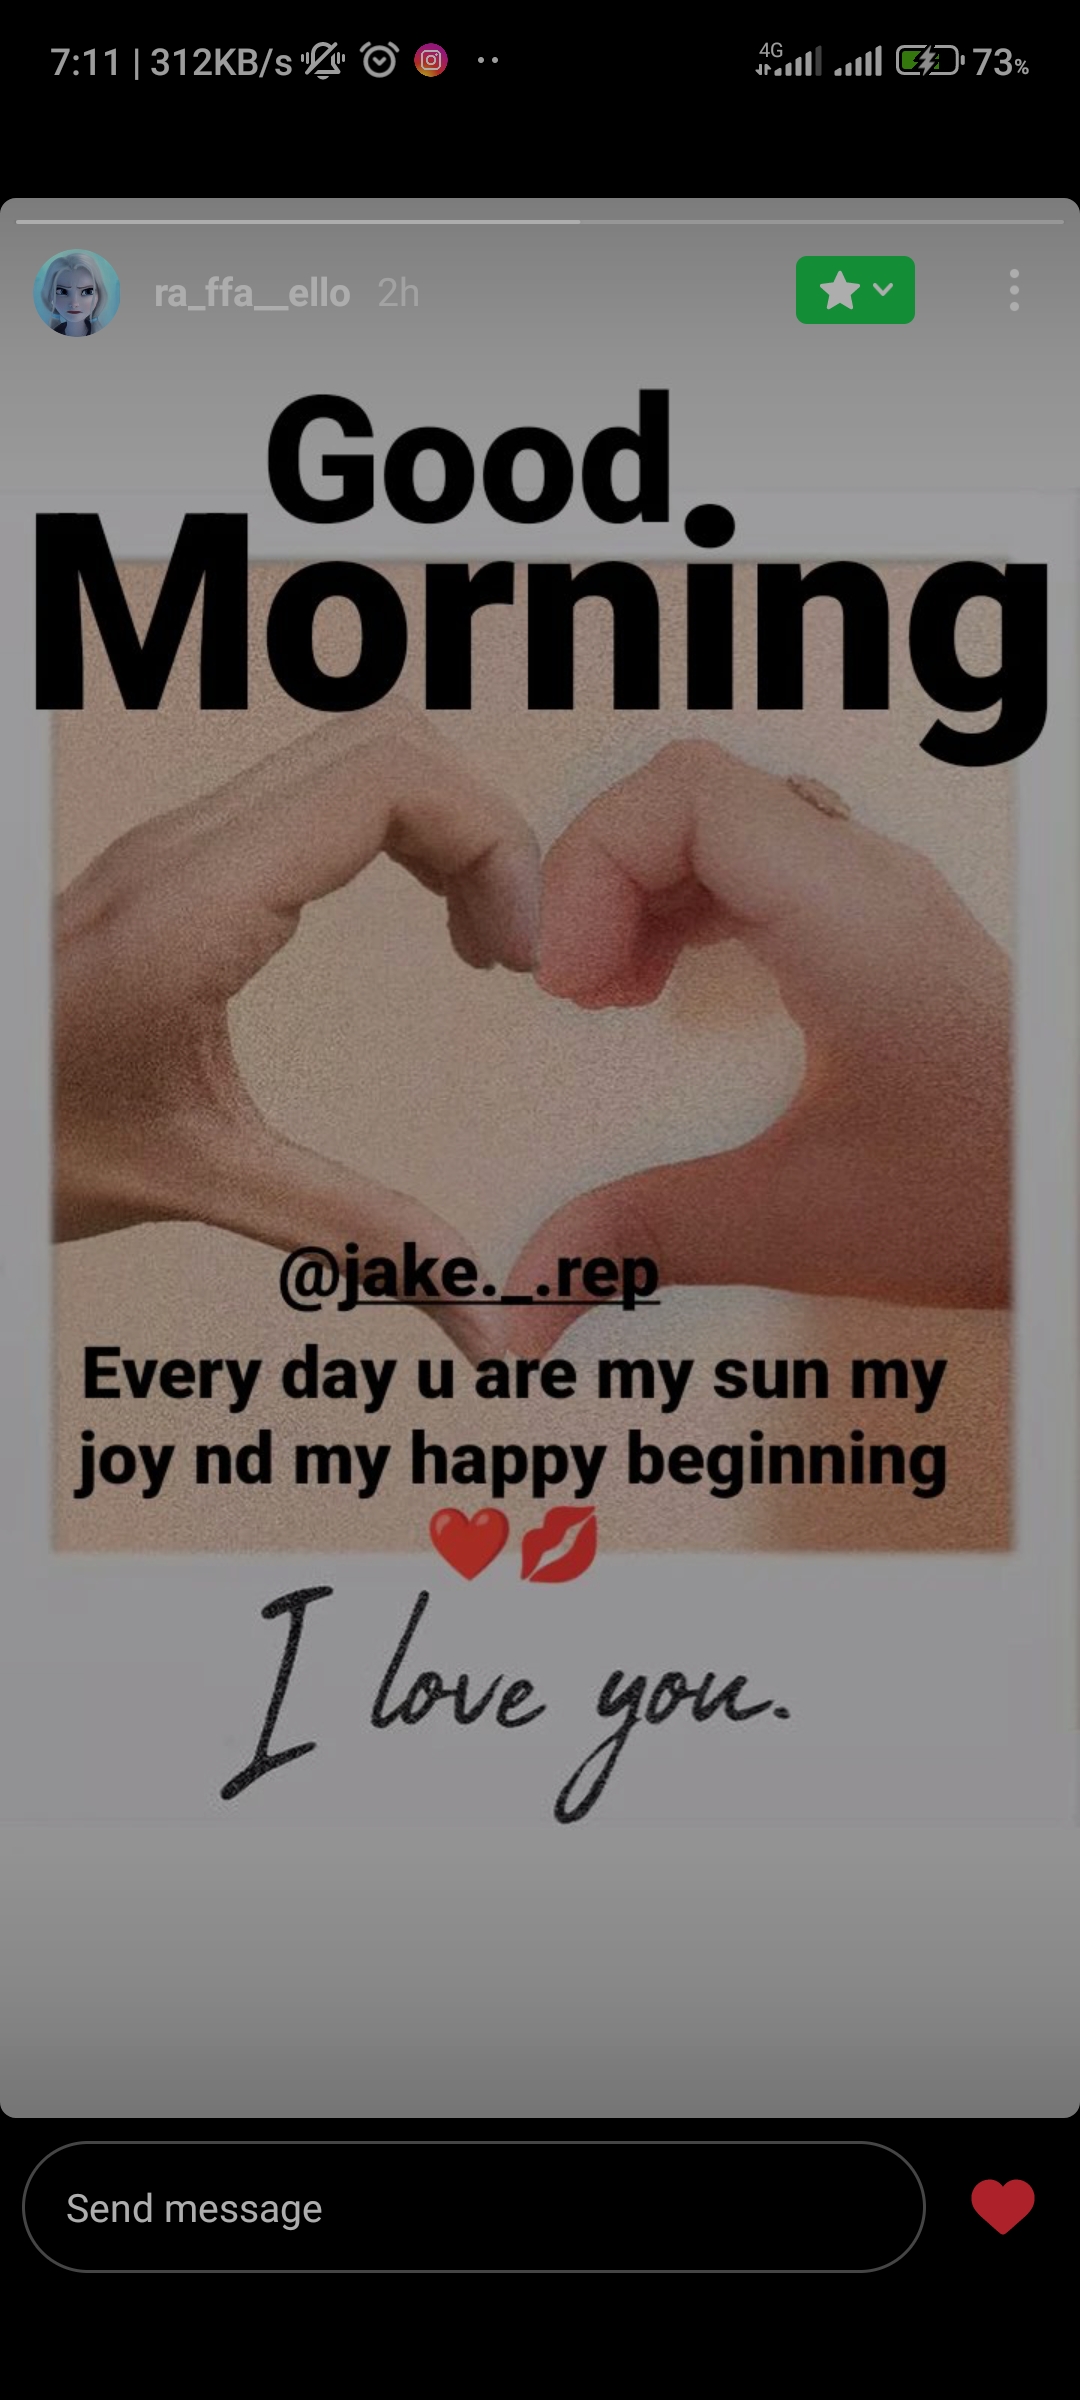 7:11 | 312KB/s 4G 73%
ra_ffa__ello 2h
Good
Morning
@jake._.rep
Every day u are my sun my
joy nd my happy beginning
❤️💋
I love you.
Send message